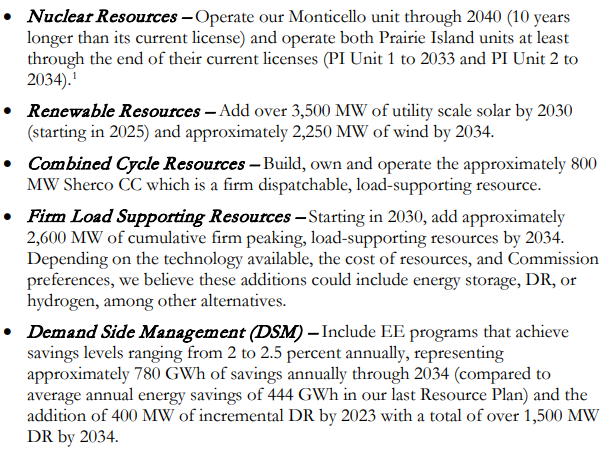 • Nuclear Resources – Operate our Monticello unit through 2040 (10 years
longer than its current license) and operate both Prairie Island units at least
through the end of their current licenses (PI Unit 1 to 2033 and PI Unit 2 to
2034).¹
• Renewable Resources – Add over 3,500 MW of utility scale solar by 2030
(starting in 2025) and approximately 2,250 MW of wind by 2034.
• Combined Cycle Resources – Build, own and operate the approximately 800
MW Sherco CC which is a firm dispatchable, load-supporting resource.
• Firm Load Supporting Resources – Starting in 2030, add approximately
2,600 MW of cumulative firm peaking, load-supporting resources by 2034.
Depending on the technology available, the cost of resources, and Commission
preferences, we believe these additions could include energy storage, DR, or
hydrogen, among other alternatives.
• Demand Side Management (DSM) – Include EE programs that achieve
savings levels ranging from 2 to 2.5 percent annually, representing
approximately 780 GWh of savings annually through 2034 (compared to
average annual energy savings of 444 GWh in our last Resource Plan) and the
addition of 400 MW of incremental DR by 2023 with a total of over 1,500 MW
DR by 2034.